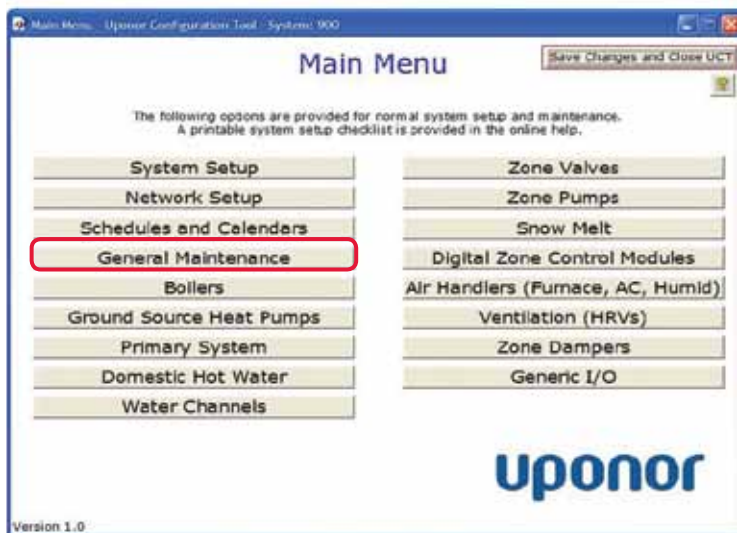 Main Menu - Uponor Configuration Tool - System: 900
Main Menu
Save Changes and Close UCT
?
The following options are provided for normal system setup and maintenance.
A printable system setup checklist is provided in the online help.
System Setup
Network Setup
Schedules and Calendars
General Maintenance
Boilers
Ground Source Heat Pumps
Primary System
Domestic Hot Water
Water Channels
Zone Valves
Zone Pumps
Snow Melt
Digital Zone Control Modules
Air Handlers (Furnace, AC, Humid)
Ventilation (HRVs)
Zone Dampers
Generic I/O
uponor
Version 1.0